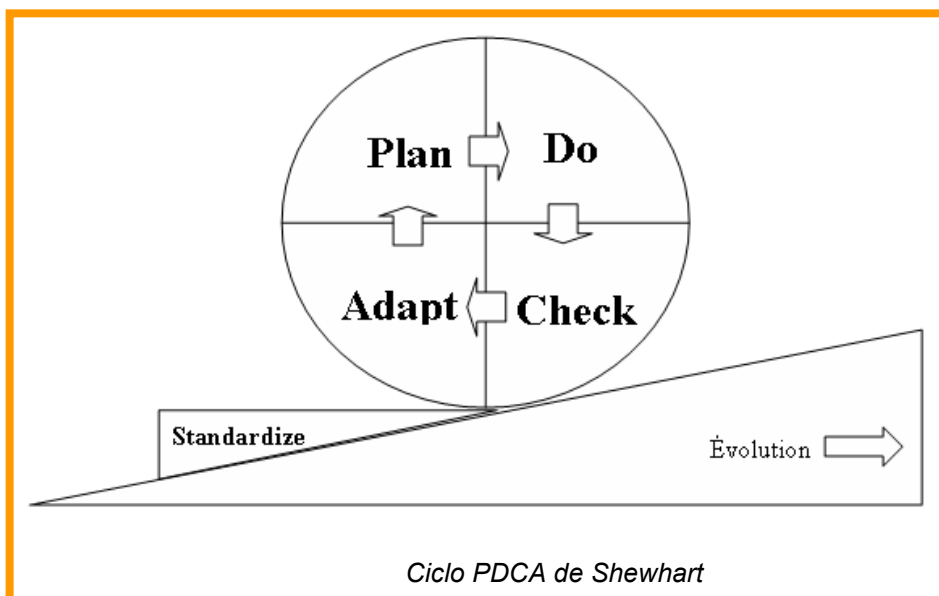 Plan
Do
Adapt
Check
Standardize
Évolution
Ciclo PDCA de Shewhart